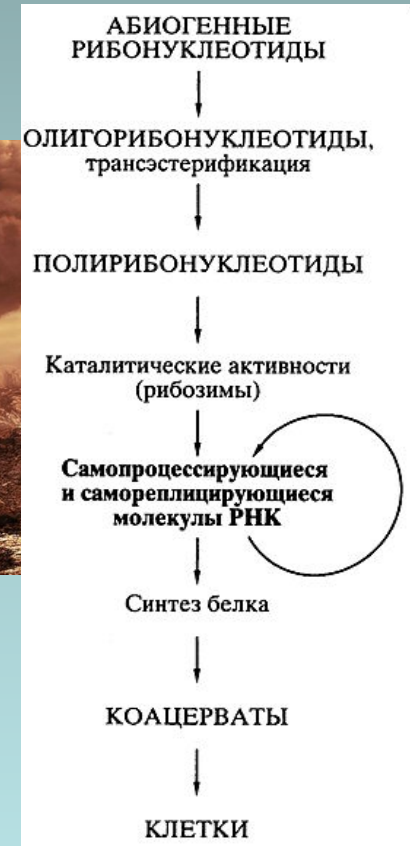 АБИОГЕННЫЕ
РИБОНУКЛЕОТИДЫ
ОЛИГОРИБОНУКЛЕОТИДЫ,
трансэстерификация
ПОЛИРИБОНУКЛЕОТИДЫ
Каталитические активности
(рибозимы)
Самопроцессирующиеся
и самореплицирующиеся
молекулы РНК
Синтез белка
КОАЦЕРВАТЫ
КЛЕТКИ